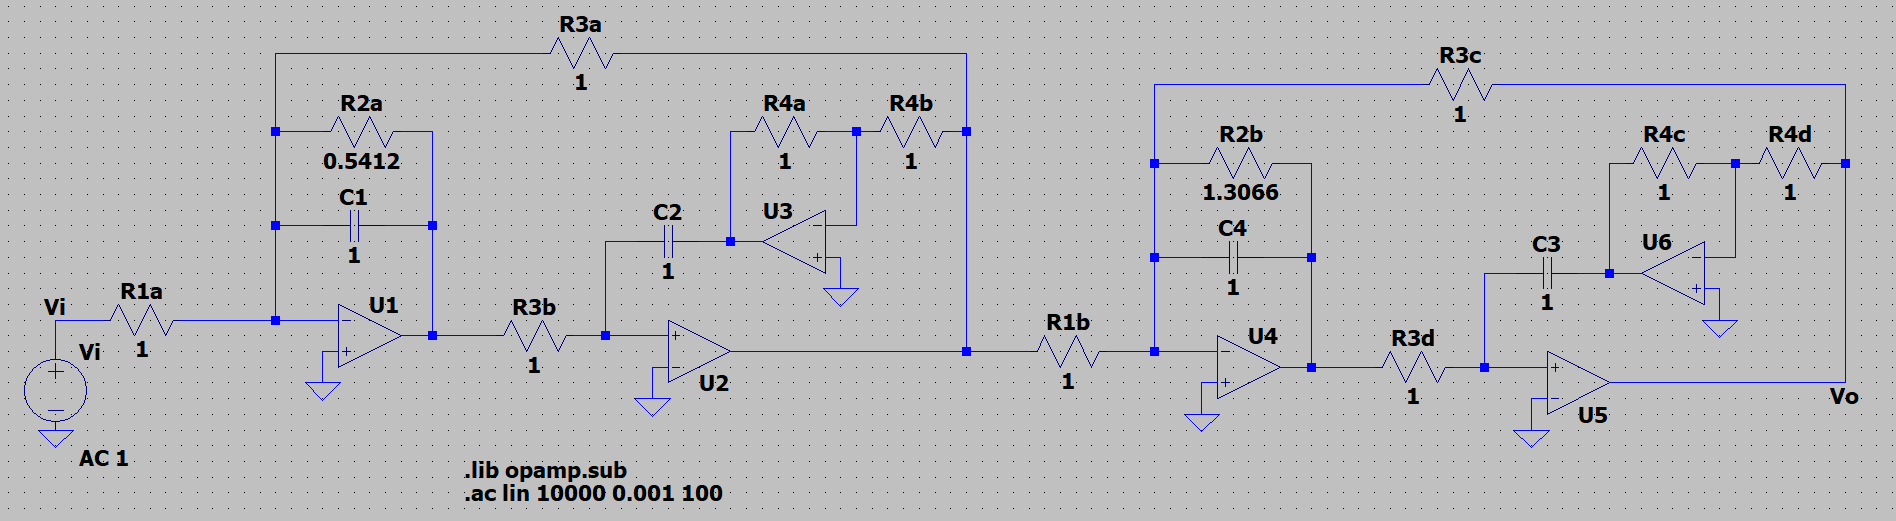 R3a
1
R3c
1
R2a
0.5412
R4a
1
R4b
1
R2b
1.3066
R4c
1
R4d
1
C1
1
C2
1
U3
C4
1
C3
1
U6
Vi
R1a
1
U1
R3b
1
U2
R1b
1
U4
R3d
1
U5
Vo
Vi
AC 1
.lib opamp.sub
.ac lin 10000 0.001 100